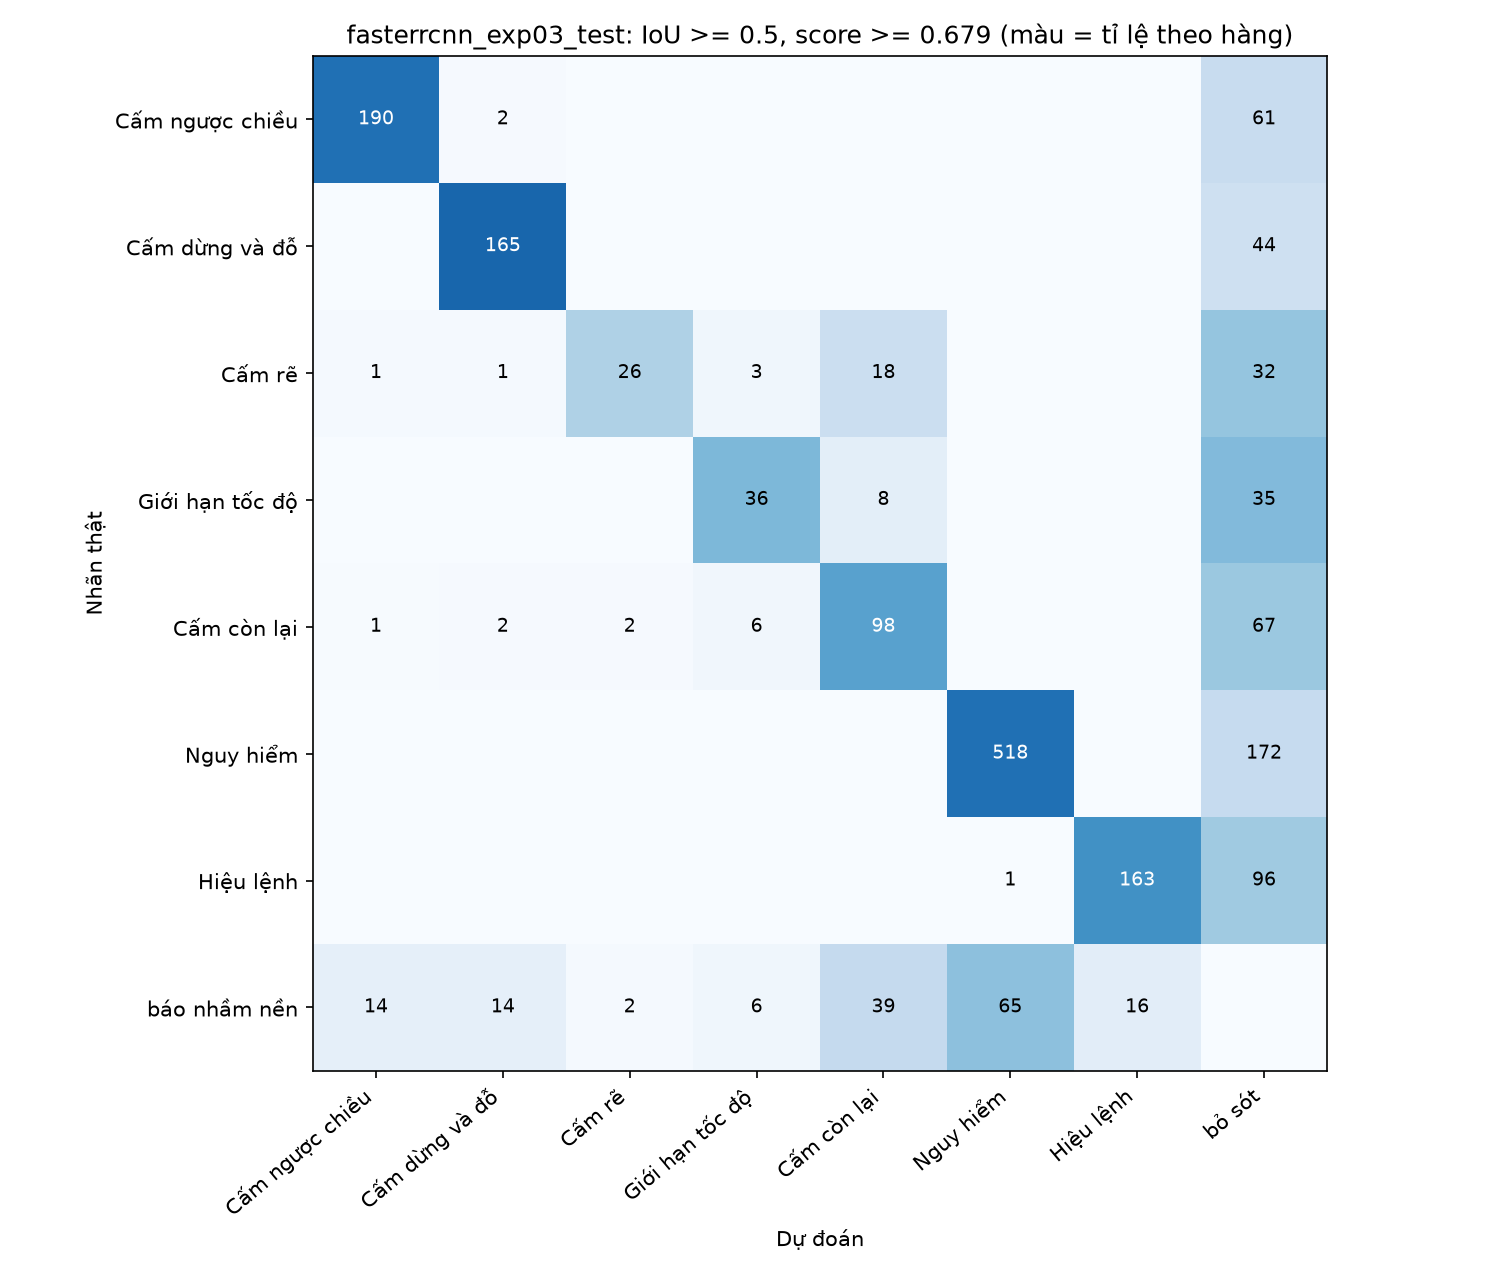 fasterrcnn_exp03_test: IoU >= 0.5, score >= 0.679 (màu = tỉ lệ theo hàng)
Nhãn thật
Cấm ngược chiều 190 2 61
Cấm dừng và đỗ 165 44
Cấm rẽ 1 1 26 3 18 32
Giới hạn tốc độ 36 8 35
Cấm còn lại 1 2 2 6 98 67
Nguy hiểm 518 172
Hiệu lệnh 1 163 96
báo nhầm nền 14 14 2 6 39 65 16
Cấm ngược chiều
Cấm dừng và đỗ
Cấm rẽ
Giới hạn tốc độ
Cấm còn lại
Nguy hiểm
Hiệu lệnh
bỏ sót
Dự đoán